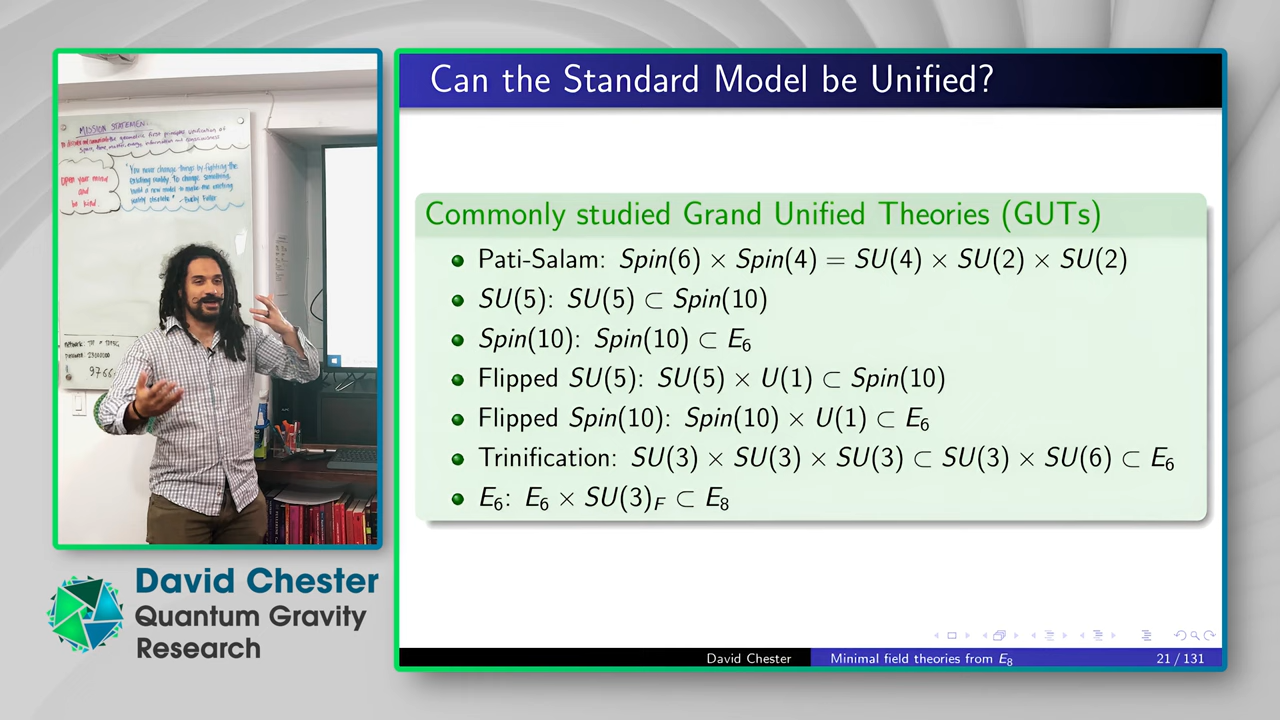 MISSION STATEMENT
"You never change things by fighting the
existing reality. To change something,
build a new model to make the existing
reality obsolete" -Bucky Fuller
open your mind
and
be kind.
David Chester
Quantum Gravity
Research
Can the Standard Model be Unified?
Commonly studied Grand Unified Theories (GUTs)
Pati-Salam: Spin(6) × Spin(4) = SU(4) × SU(2) × SU(2)
SU(5): SU(5) ⊂ Spin(10)
Spin(10): Spin(10) ⊂ E₆
Flipped SU(5): SU(5) × U(1) ⊂ Spin(10)
Flipped Spin(10): Spin(10) × U(1) ⊂ E₆
Trinification: SU(3) × SU(3) × SU(3) ⊂ SU(3) × SU(6) ⊂ E₆
E₆: E₆ × SU(3)_F ⊂ E₈
David Chester
Minimal field theories from E₈
21 / 131